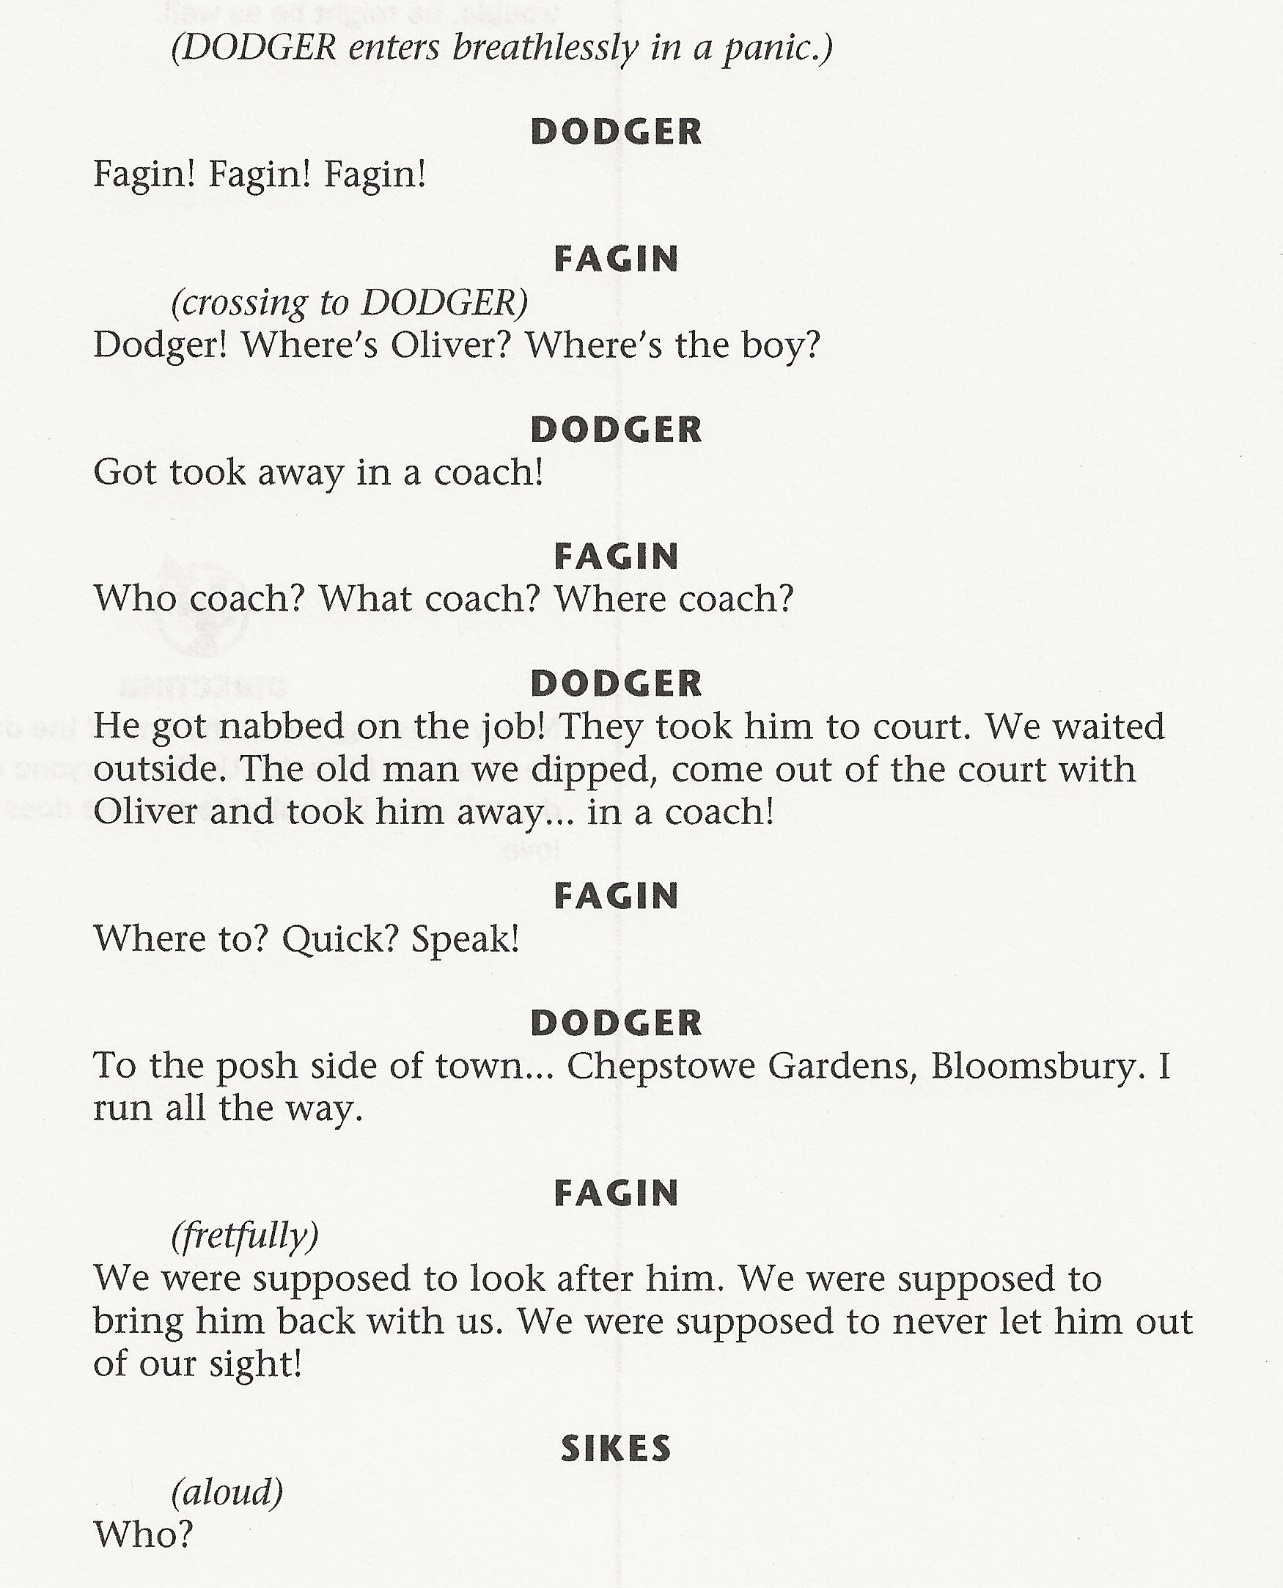 (DODGER enters breathlessly in a panic.)
DODGER
Fagin! Fagin! Fagin!
FAGIN
(crossing to DODGER)
Dodger! Where's Oliver? Where's the boy?
DODGER
Got took away in a coach!
FAGIN
Who coach? What coach? Where coach?
DODGER
He got nabbed on the job! They took him to court. We waited
outside. The old man we dipped, come out of the court with
Oliver and took him away... in a coach!
FAGIN
Where to? Quick? Speak!
DODGER
To the posh side of town... Chepstowe Gardens, Bloomsbury. I
run all the way.
FAGIN
(fretfully)
We were supposed to look after him. We were supposed to
bring him back with us. We were supposed to never let him out
of our sight!
SIKES
(aloud)
Who?